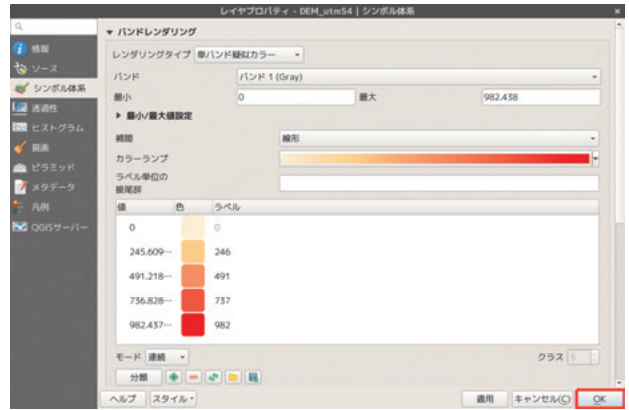 レイヤプロパティ - DEM_utm54 | シンボル体系
情報
ソース
シンボル体系
透過性
ヒストグラム
描画
ピラミッド
メタデータ
凡例
QGISサーバー
▼ バンドレンダリング
レンダリングタイプ 単バンド疑似カラー
バンド バンド 1 (Gray)
最小 0 最大 982.438
▶ 最小/最大値設定
補間 線形
カラーランプ
ラベル単位の
接尾辞
値 色 ラベル
0 0
245.609… 246
491.218… 491
736.828… 737
982.437… 982
モード 連続 クラス 5
分類
ヘルプ スタイル 適用 キャンセル(C) OK